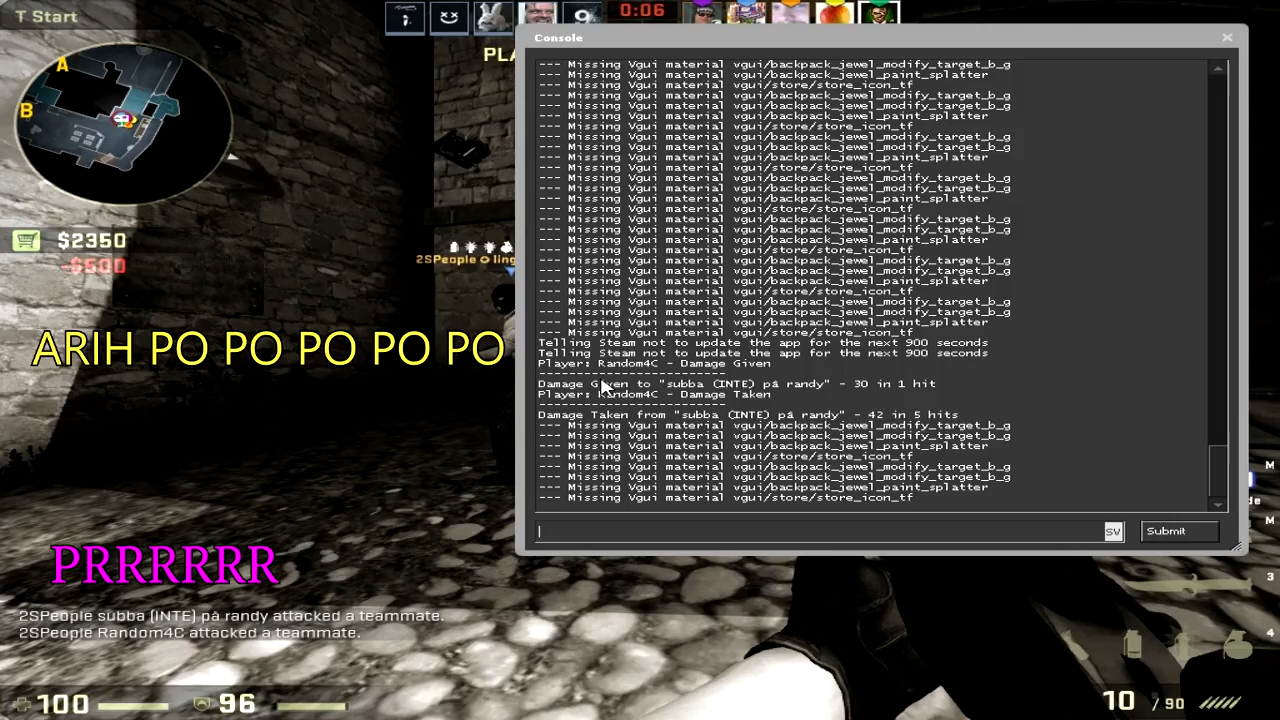 T Start
0:06
Console
PLA
A
B
--- Missing Vgui material vgui/backpack_jewel_modify_target_b_g
--- Missing Vgui material vgui/backpack_jewel_paint_splatter
--- Missing Vgui material vgui/store/store_icon_tf
--- Missing Vgui material vgui/backpack_jewel_modify_target_b_g
--- Missing Vgui material vgui/backpack_jewel_modify_target_b_g
--- Missing Vgui material vgui/backpack_jewel_paint_splatter
--- Missing Vgui material vgui/store/store_icon_tf
--- Missing Vgui material vgui/backpack_jewel_modify_target_b_g
--- Missing Vgui material vgui/backpack_jewel_modify_target_b_g
--- Missing Vgui material vgui/backpack_jewel_paint_splatter
--- Missing Vgui material vgui/store/store_icon_tf
--- Missing Vgui material vgui/backpack_jewel_modify_target_b_g
--- Missing Vgui material vgui/backpack_jewel_modify_target_b_g
--- Missing Vgui material vgui/backpack_jewel_paint_splatter
--- Missing Vgui material vgui/store/store_icon_tf
--- Missing Vgui material vgui/backpack_jewel_modify_target_b_g
--- Missing Vgui material vgui/backpack_jewel_modify_target_b_g
--- Missing Vgui material vgui/backpack_jewel_paint_splatter
--- Missing Vgui material vgui/store/store_icon_tf
--- Missing Vgui material vgui/backpack_jewel_modify_target_b_g
--- Missing Vgui material vgui/backpack_jewel_modify_target_b_g
--- Missing Vgui material vgui/backpack_jewel_paint_splatter
--- Missing Vgui material vgui/store/store_icon_tf
--- Missing Vgui material vgui/backpack_jewel_modify_target_b_g
--- Missing Vgui material vgui/backpack_jewel_modify_target_b_g
--- Missing Vgui material vgui/backpack_jewel_paint_splatter
--- Missing Vgui material vgui/store/store_icon_tf
Telling Steam not to update the app for the next 900 seconds
Telling Steam not to update the app for the next 900 seconds
Player: Random4C - Damage Given
-------------------------
Damage Given to "subba (INTE) på randy" - 30 in 1 hit
Player: Random4C - Damage Taken
-------------------------
Damage Taken from "subba (INTE) på randy" - 42 in 5 hits
--- Missing Vgui material vgui/backpack_jewel_modify_target_b_g
--- Missing Vgui material vgui/backpack_jewel_modify_target_b_g
--- Missing Vgui material vgui/backpack_jewel_paint_splatter
--- Missing Vgui material vgui/store/store_icon_tf
--- Missing Vgui material vgui/backpack_jewel_modify_target_b_g
--- Missing Vgui material vgui/backpack_jewel_modify_target_b_g
--- Missing Vgui material vgui/backpack_jewel_paint_splatter
--- Missing Vgui material vgui/store/store_icon_tf
SV
Submit
$2350
-$500
2SPeople ling
ARIH PO PO PO PO PO
PRRRRRR
2SPeople subba (INTE) på randy attacked a teammate.
2SPeople Random4C attacked a teammate.
M
de
M
3
4
100
96
10 / 90